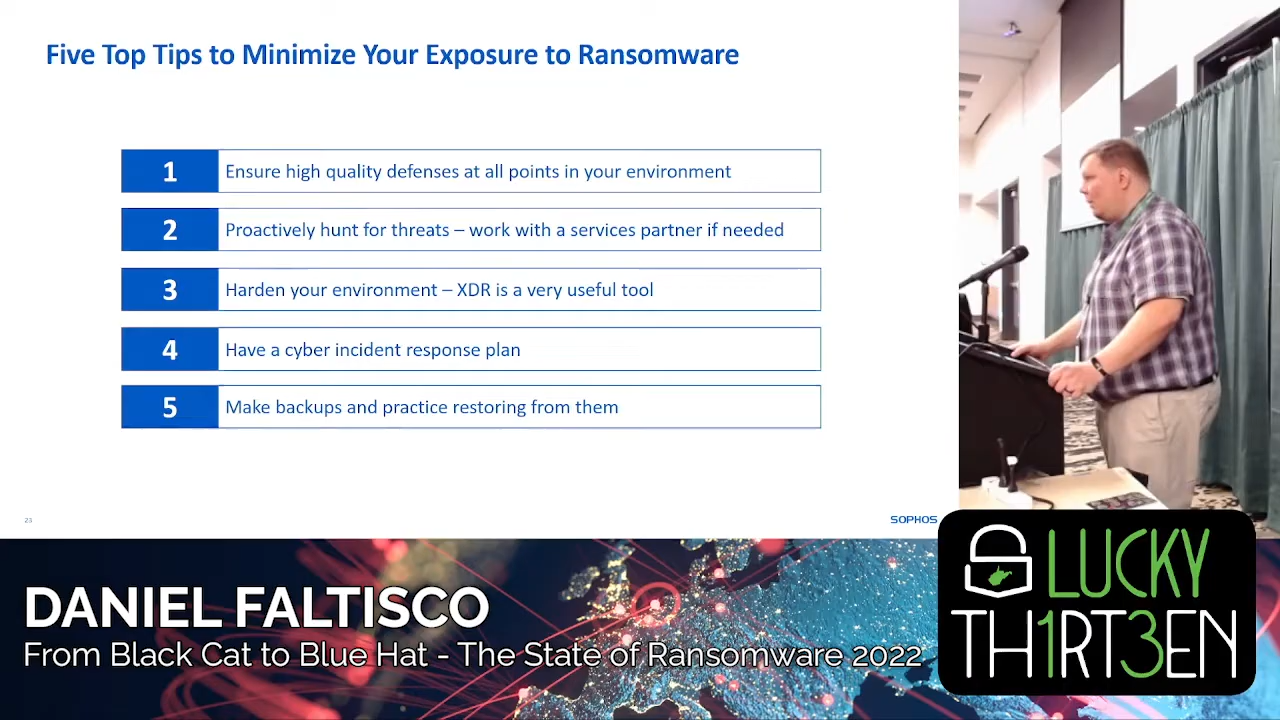 Five Top Tips to Minimize Your Exposure to Ransomware
1 Ensure high quality defenses at all points in your environment
2 Proactively hunt for threats – work with a services partner if needed
3 Harden your environment – XDR is a very useful tool
4 Have a cyber incident response plan
5 Make backups and practice restoring from them
23
SOPHOS
DANIEL FALTISCO
From Black Cat to Blue Hat - The State of Ransomware 2022
LUCKY
TH1RT3EN